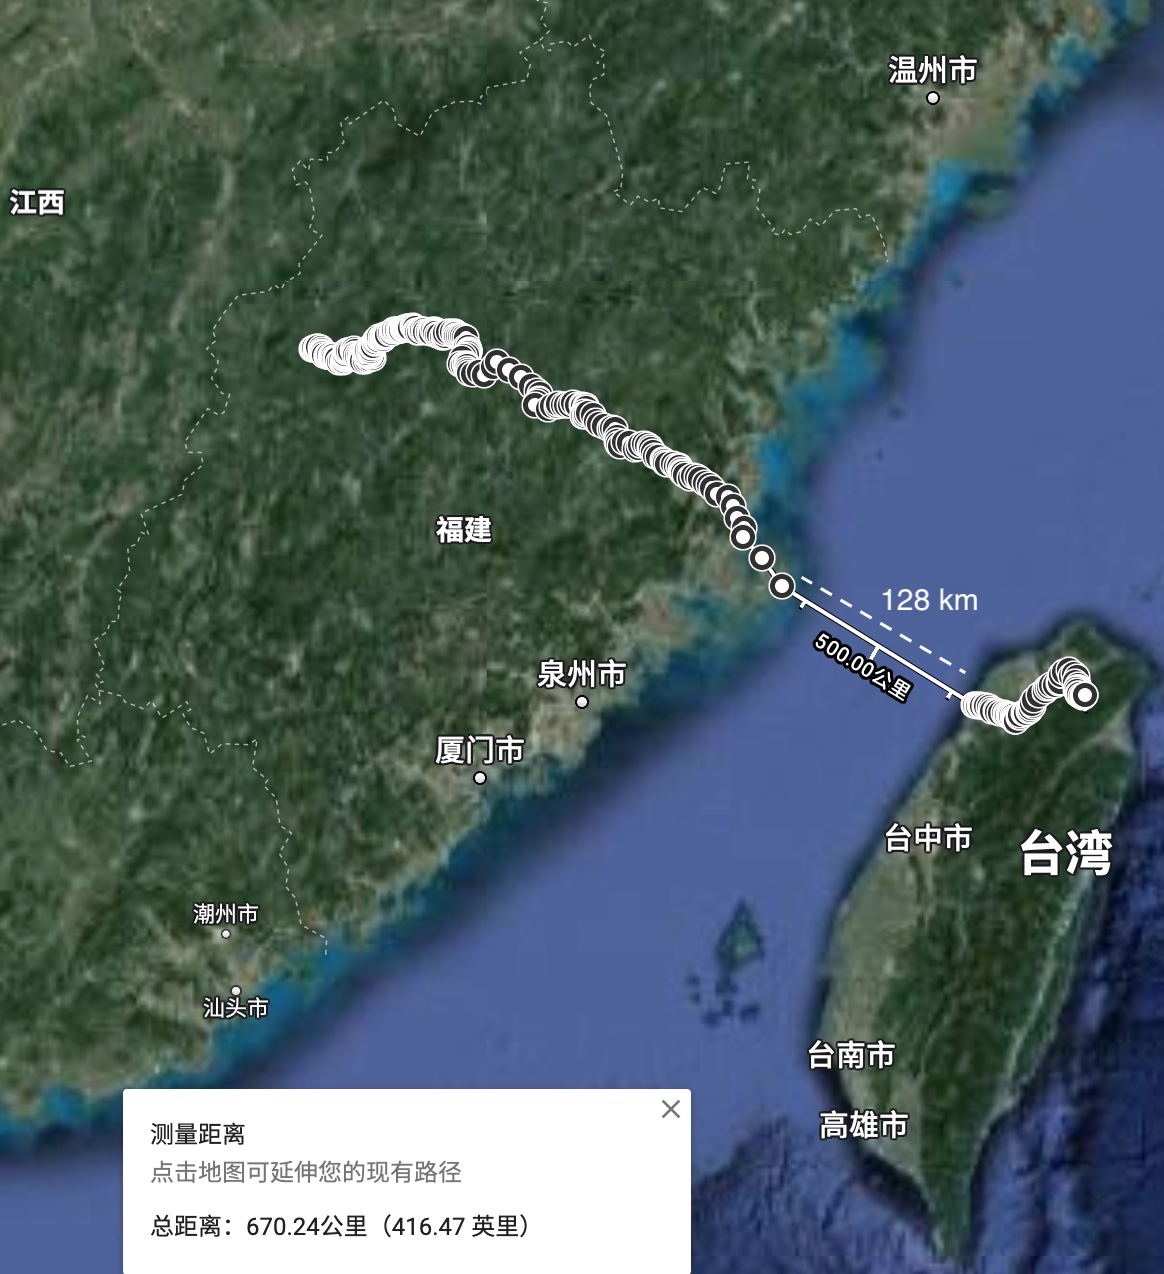 温州市
江西
福建
128 km
500.00公里
泉州市
厦门市
台中市
台湾
潮州市
汕头市
台南市
高雄市
测量距离
点击地图可延伸您的现有路径
总距离：670.24公里（416.47 英里）